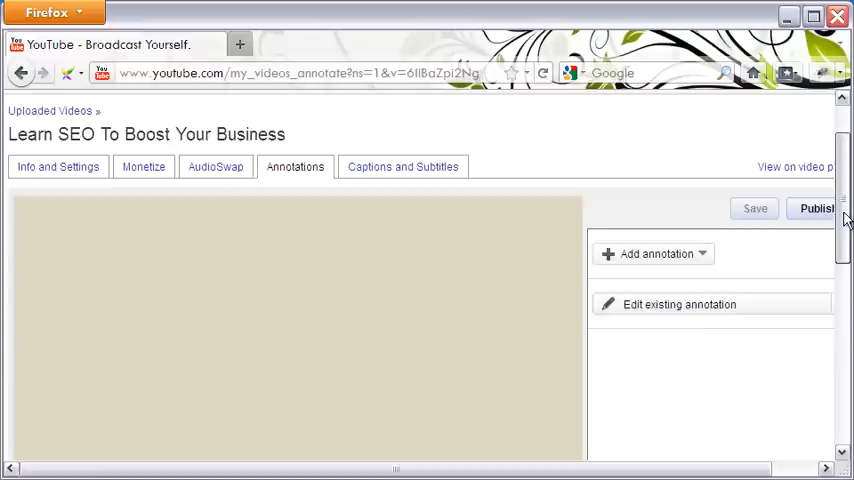 Firefox
YouTube - Broadcast Yourself.
www.youtube.com/my_videos_annotate?ns=1&v=6IIBaZpi2Ng
Google
Uploaded Videos »
Learn SEO To Boost Your Business
Info and Settings
Monetize
AudioSwap
Annotations
Captions and Subtitles
View on video p
Save
Publish
Add annotation
Edit existing annotation